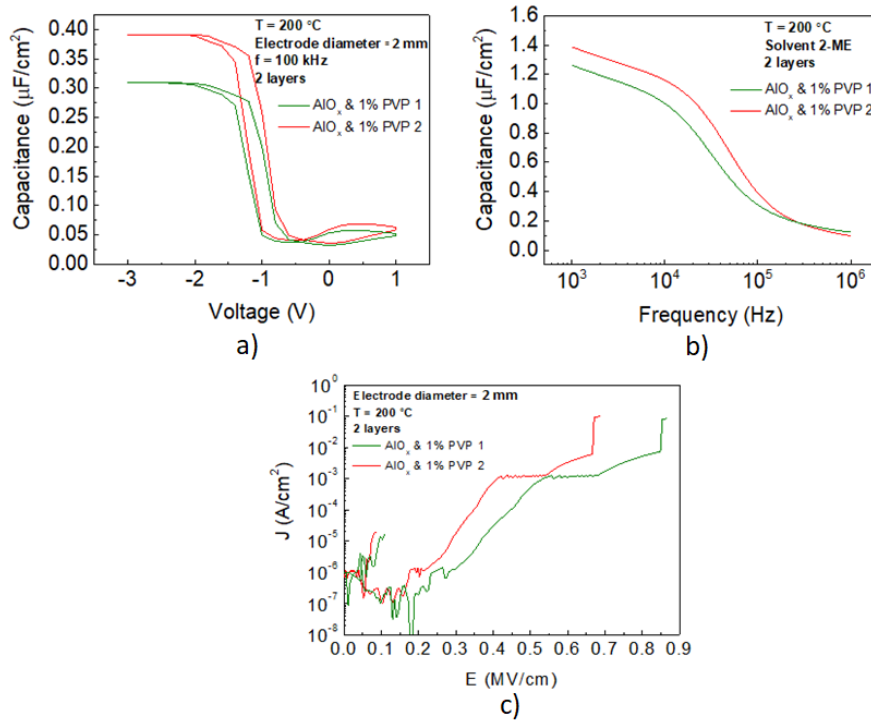 T = 200 °C
Electrode diameter = 2 mm
f = 100 kHz
2 layers
AlOₓ & 1% PVP 1
AlOₓ & 1% PVP 2
0.40
0.35
0.30
0.25
0.20
0.15
0.10
0.05
0.00
Capacitance (μF/cm²)
-3 -2 -1 0 1
Voltage (V)
a)
T = 200 °C
Solvent 2-ME
2 layers
AlOₓ & 1% PVP 1
AlOₓ & 1% PVP 2
1.6
1.4
1.2
1.0
0.8
0.6
0.4
0.2
0.0
Capacitance (μF/cm²)
10³ 10⁴ 10⁵ 10⁶
Frequency (Hz)
b)
Electrode diameter = 2 mm
T = 200 °C
2 layers
AlOₓ & 1% PVP 1
AlOₓ & 1% PVP 2
10⁰
10⁻¹
10⁻²
10⁻³
10⁻⁴
10⁻⁵
10⁻⁶
10⁻⁷
10⁻⁸
J (A/cm²)
0.0 0.1 0.2 0.3 0.4 0.5 0.6 0.7 0.8 0.9
E (MV/cm)
c)